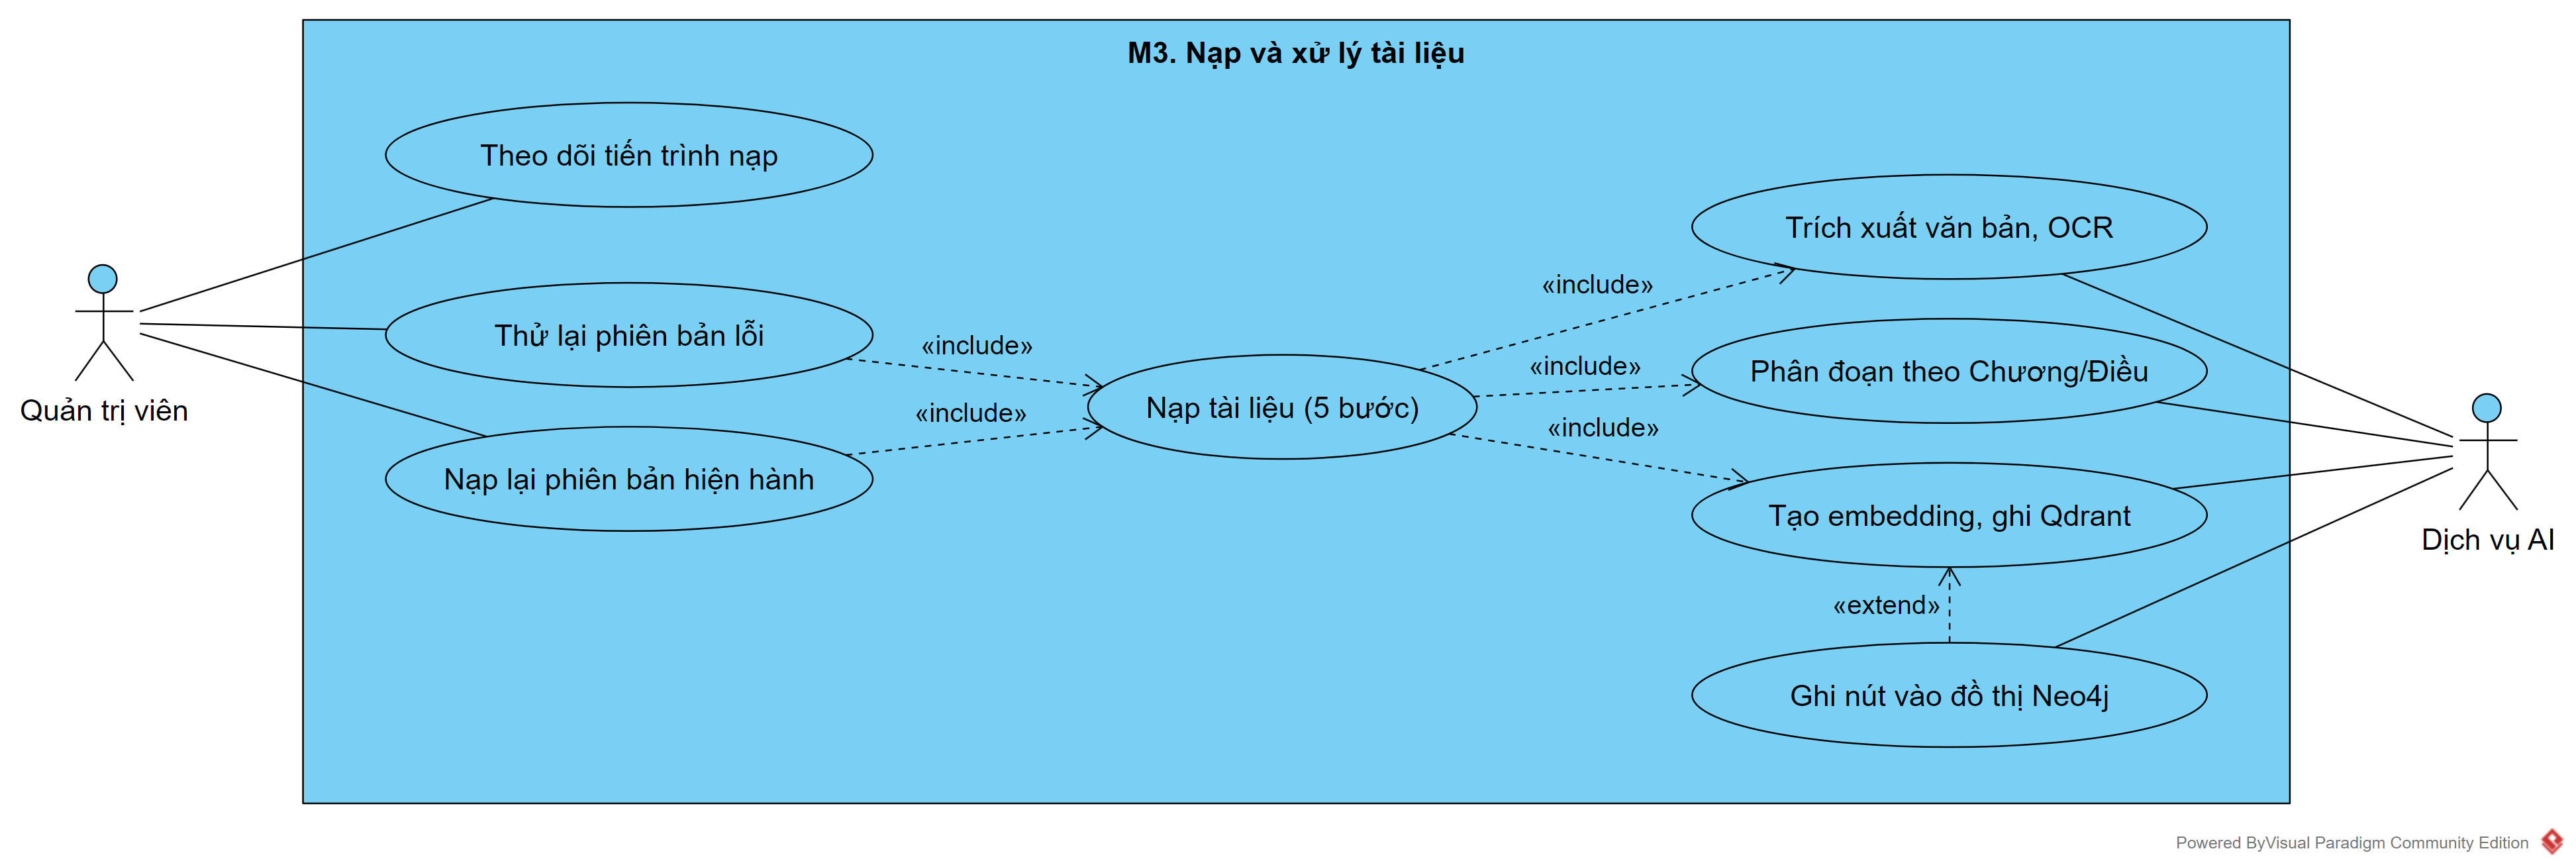 M3. Nạp và xử lý tài liệu
Theo dõi tiến trình nạp
Trích xuất văn bản, OCR
«include»
Thử lại phiên bản lỗi
«include»
«include»
Phân đoạn theo Chương/Điều
Quản trị viên
«include»
Nạp tài liệu (5 bước)
«include»
Nạp lại phiên bản hiện hành
Tạo embedding, ghi Qdrant
Dịch vụ AI
«extend»
Ghi nút vào đồ thị Neo4j
Powered ByVisual Paradigm Community Edition